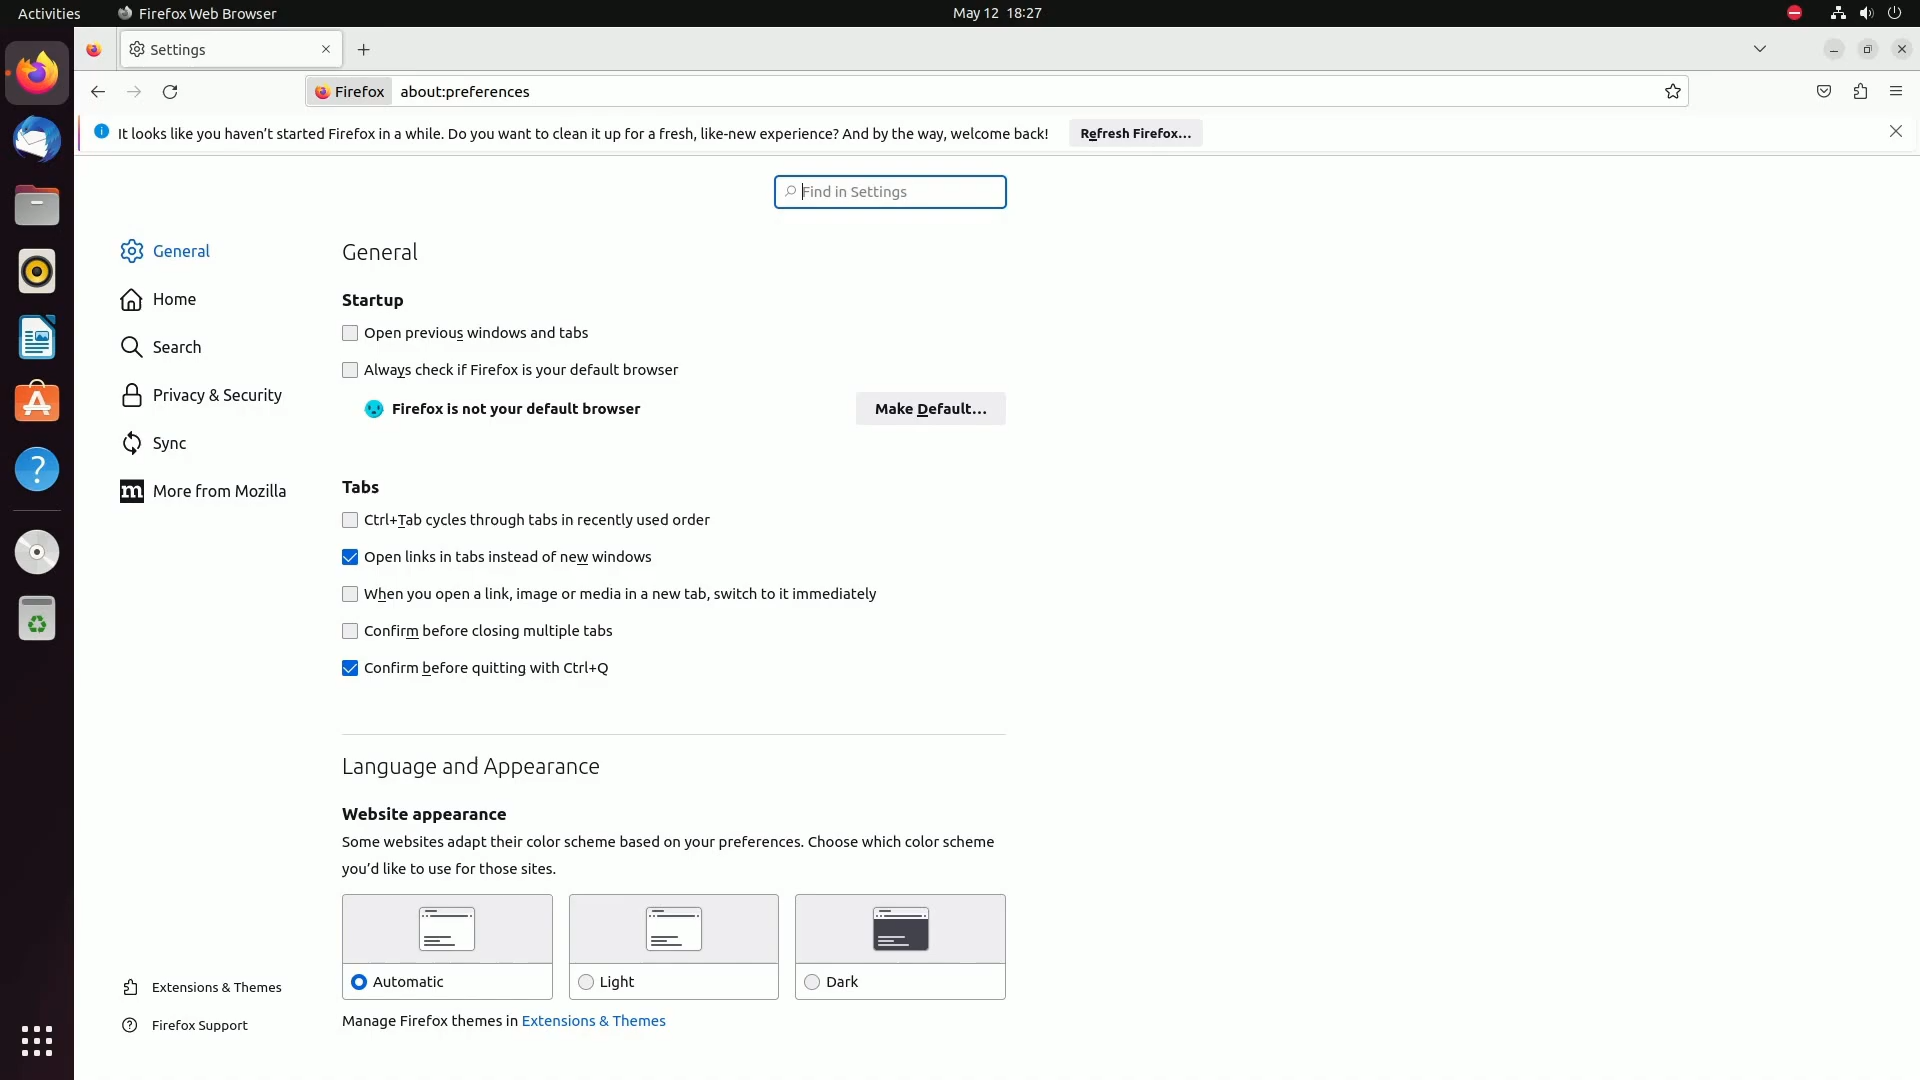 Activities
Firefox Web Browser
May 12 18:27
Settings
Firefox
about:preferences
It looks like you haven’t started Firefox in a while. Do you want to clean it up for a fresh, like-new experience? And by the way, welcome back!
Refresh Firefox…
Find in Settings
General
Home
Search
Privacy & Security
Sync
More from Mozilla
Extensions & Themes
Firefox Support
General
Startup
Open previous windows and tabs
Always check if Firefox is your default browser
Firefox is not your default browser
Make Default…
Tabs
Ctrl+Tab cycles through tabs in recently used order
Open links in tabs instead of new windows
When you open a link, image or media in a new tab, switch to it immediately
Confirm before closing multiple tabs
Confirm before quitting with Ctrl+Q
Language and Appearance
Website appearance
Some websites adapt their color scheme based on your preferences. Choose which color scheme
you’d like to use for those sites.
Automatic
Light
Dark
Manage Firefox themes in Extensions & Themes